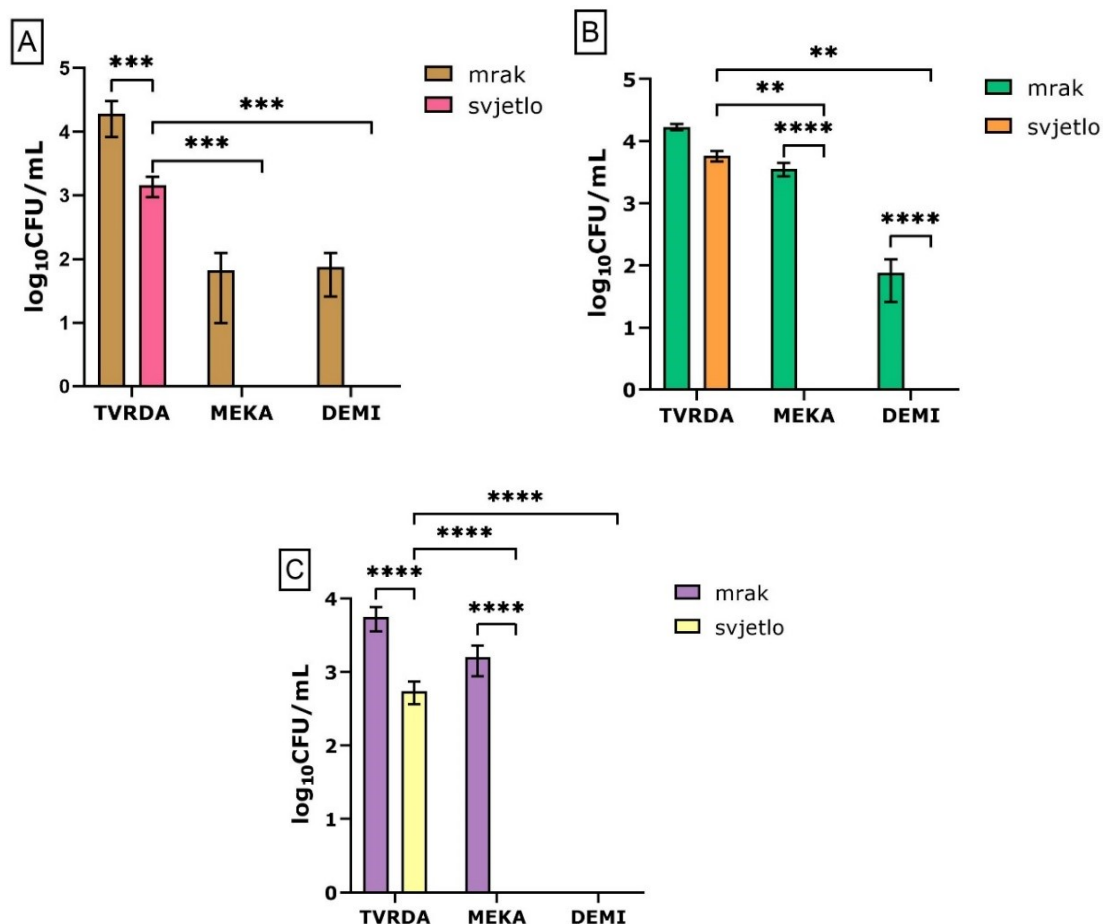 A
mrak
svjetlo
***
***
***
5
4
3
2
1
0
log₁₀CFU/mL
TVRDA MEKA DEMI
B
mrak
svjetlo
**
**
****
****
5
4
3
2
1
0
log₁₀CFU/mL
TVRDA MEKA DEMI
C
mrak
svjetlo
****
****
****
****
4
3
2
1
0
log₁₀CFU/mL
TVRDA MEKA DEMI